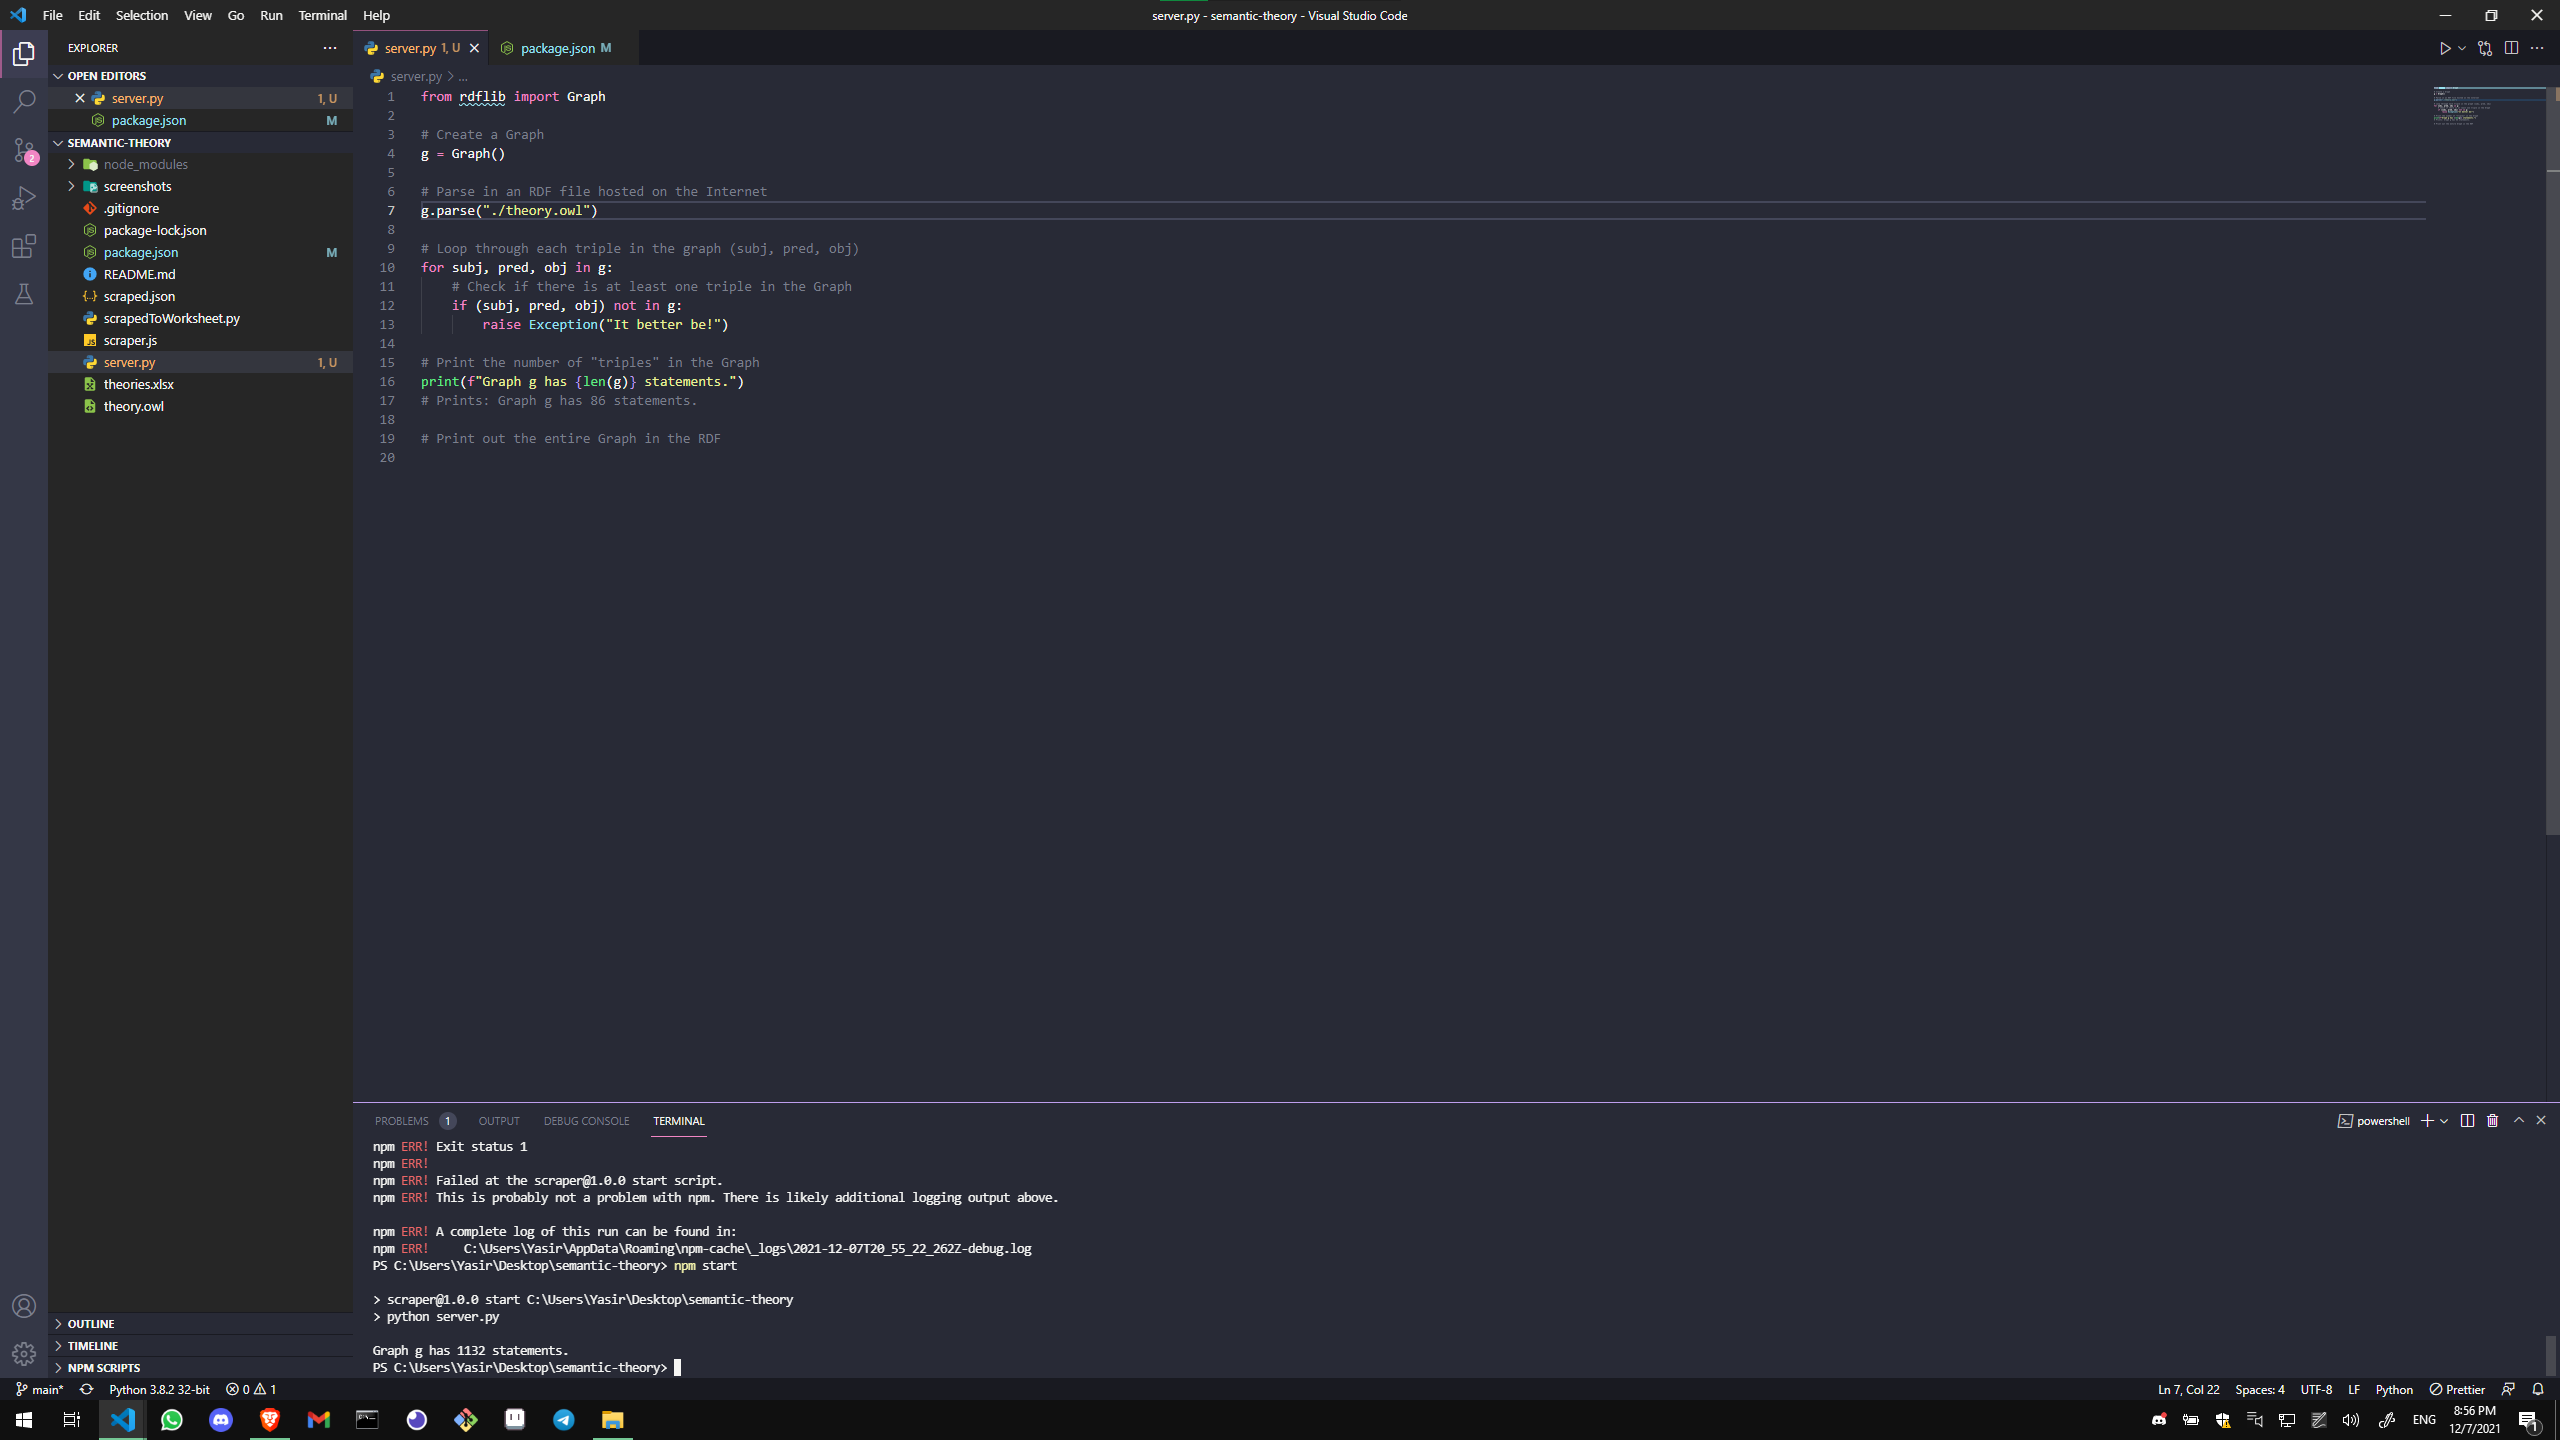 File Edit Selection View Go Run Terminal Help
server.py - semantic-theory - Visual Studio Code
EXPLORER
OPEN EDITORS
server.py 1, U
package.json M
SEMANTIC-THEORY
node_modules
screenshots
.gitignore
package-lock.json
package.json M
README.md
scraped.json
scrapedToWorksheet.py
scraper.js
server.py 1, U
theories.xlsx
theory.owl
OUTLINE
TIMELINE
NPM SCRIPTS
2
server.py 1, U
package.json M
server.py > ...
1 from rdflib import Graph
2
3 # Create a Graph
4 g = Graph()
5
6 # Parse in an RDF file hosted on the Internet
7 g.parse("./theory.owl")
8
9 # Loop through each triple in the graph (subj, pred, obj)
10 for subj, pred, obj in g:
11 # Check if there is at least one triple in the Graph
12 if (subj, pred, obj) not in g:
13 raise Exception("It better be!")
14
15 # Print the number of "triples" in the Graph
16 print(f"Graph g has {len(g)} statements.")
17 # Prints: Graph g has 86 statements.
18
19 # Print out the entire Graph in the RDF
20
PROBLEMS 1 OUTPUT DEBUG CONSOLE TERMINAL
powershell
npm ERR! Exit status 1
npm ERR!
npm ERR! Failed at the scraper@1.0.0 start script.
npm ERR! This is probably not a problem with npm. There is likely additional logging output above.
npm ERR! A complete log of this run can be found in:
npm ERR! C:\Users\Yasir\AppData\Roaming\npm-cache\_logs\2021-12-07T20_55_22_262Z-debug.log
PS C:\Users\Yasir\Desktop\semantic-theory> npm start
> scraper@1.0.0 start C:\Users\Yasir\Desktop\semantic-theory
> python server.py
Graph g has 1132 statements.
PS C:\Users\Yasir\Desktop\semantic-theory>
main* Python 3.8.2 32-bit 0 1
Ln 7, Col 22 Spaces: 4 UTF-8 LF Python Prettier
ENG
8:56 PM
12/7/2021
1